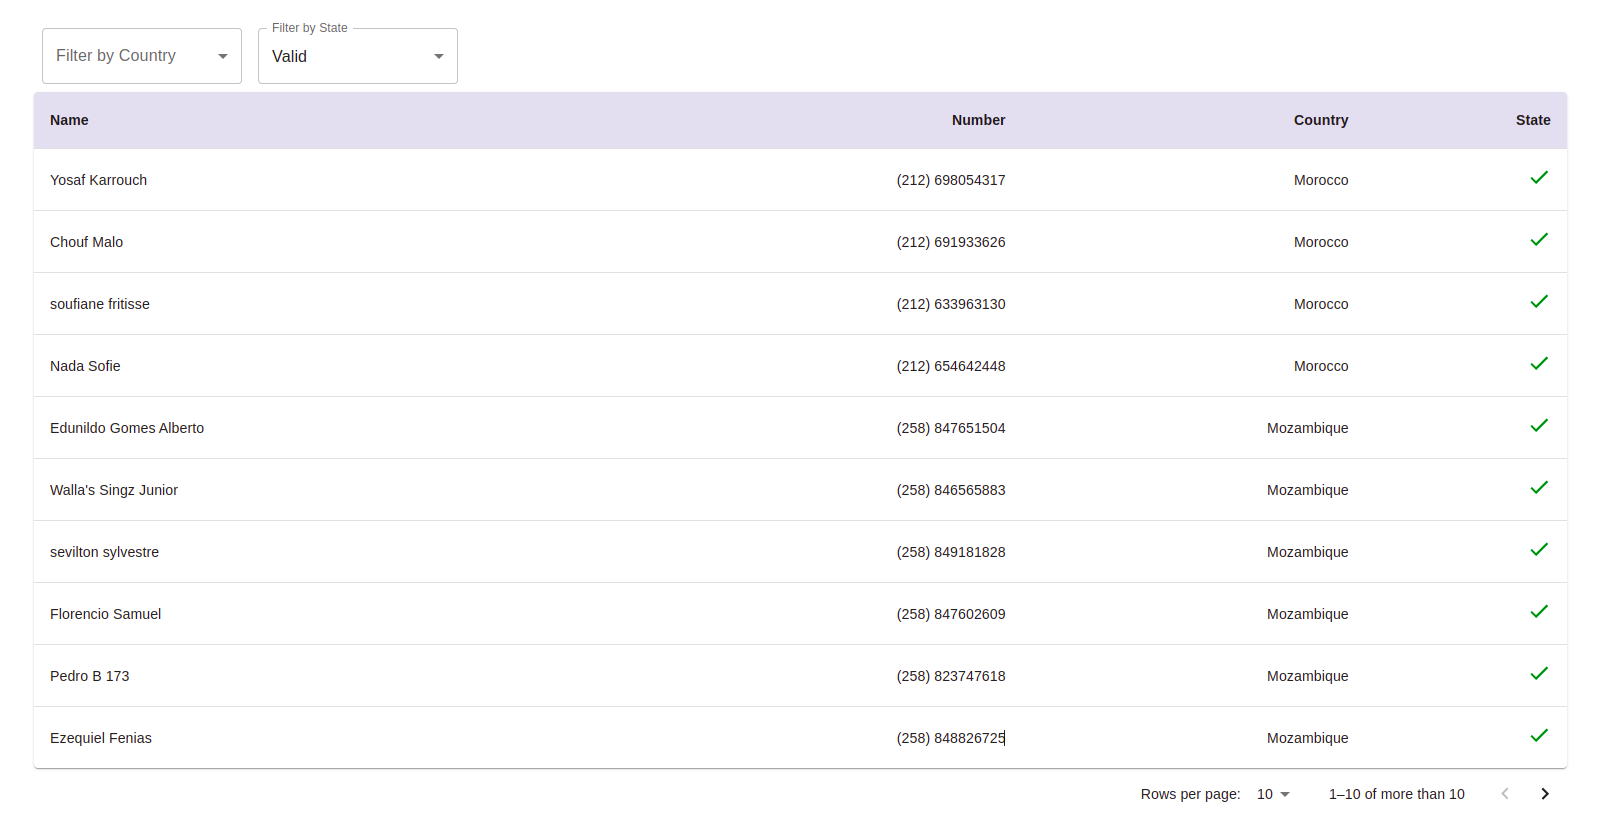 Filter by Country
Filter by State
Valid
Name Number Country State
Yosaf Karrouch (212) 698054317 Morocco
Chouf Malo (212) 691933626 Morocco
soufiane fritisse (212) 633963130 Morocco
Nada Sofie (212) 654642448 Morocco
Edunildo Gomes Alberto (258) 847651504 Mozambique
Walla's Singz Junior (258) 846565883 Mozambique
sevilton sylvestre (258) 849181828 Mozambique
Florencio Samuel (258) 847602609 Mozambique
Pedro B 173 (258) 823747618 Mozambique
Ezequiel Fenias (258) 848826725 Mozambique
Rows per page: 10 1–10 of more than 10